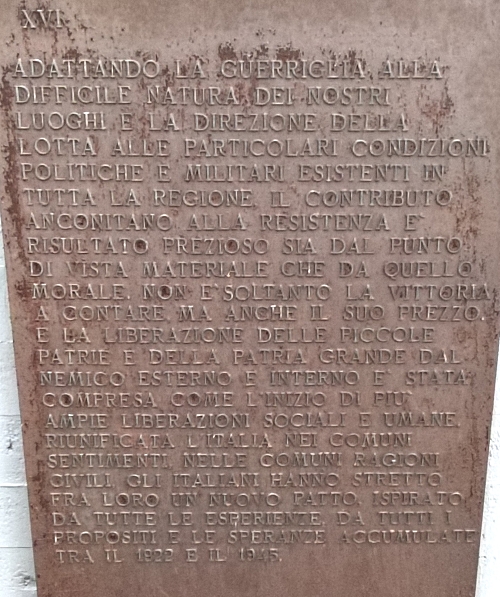 XVI
ADATTANDO LA GUERRIGLIA ALLA
DIFFICILE NATURA DEI NOSTRI
LUOGHI E LA DIREZIONE DELLA
LOTTA ALLE PARTICOLARI CONDIZIONI
POLITICHE E MILITARI ESISTENTI IN
TUTTA LA REGIONE, IL CONTRIBUTO
ANCONITANO ALLA RESISTENZA E'
RISULTATO PREZIOSO SIA DAL PUNTO
DI VISTA MATERIALE CHE DA QUELLO
MORALE. NON E' SOLTANTO LA VITTORIA
A CONTARE, MA ANCHE IL SUO PREZZO.
E LA LIBERAZIONE DELLE PICCOLE
PATRIE E DELLA PATRIA GRANDE DAL
NEMICO ESTERNO E INTERNO E' STATA
COMPRESA COME L'INIZIO DI PIU'
AMPIE LIBERAZIONI SOCIALI E UMANE.
RIUNIFICATA L'ITALIA NEI COMUNI
SENTIMENTI, NELLE COMUNI RAGIONI
CIVILI, GLI ITALIANI HANNO STRETTO
FRA LORO UN NUOVO PATTO, ISPIRATO
DA TUTTE LE ESPERIENZE, DA TUTTI I
PROPOSITI E LE SPERANZE ACCUMULATE
TRA IL 1922 E IL 1945.